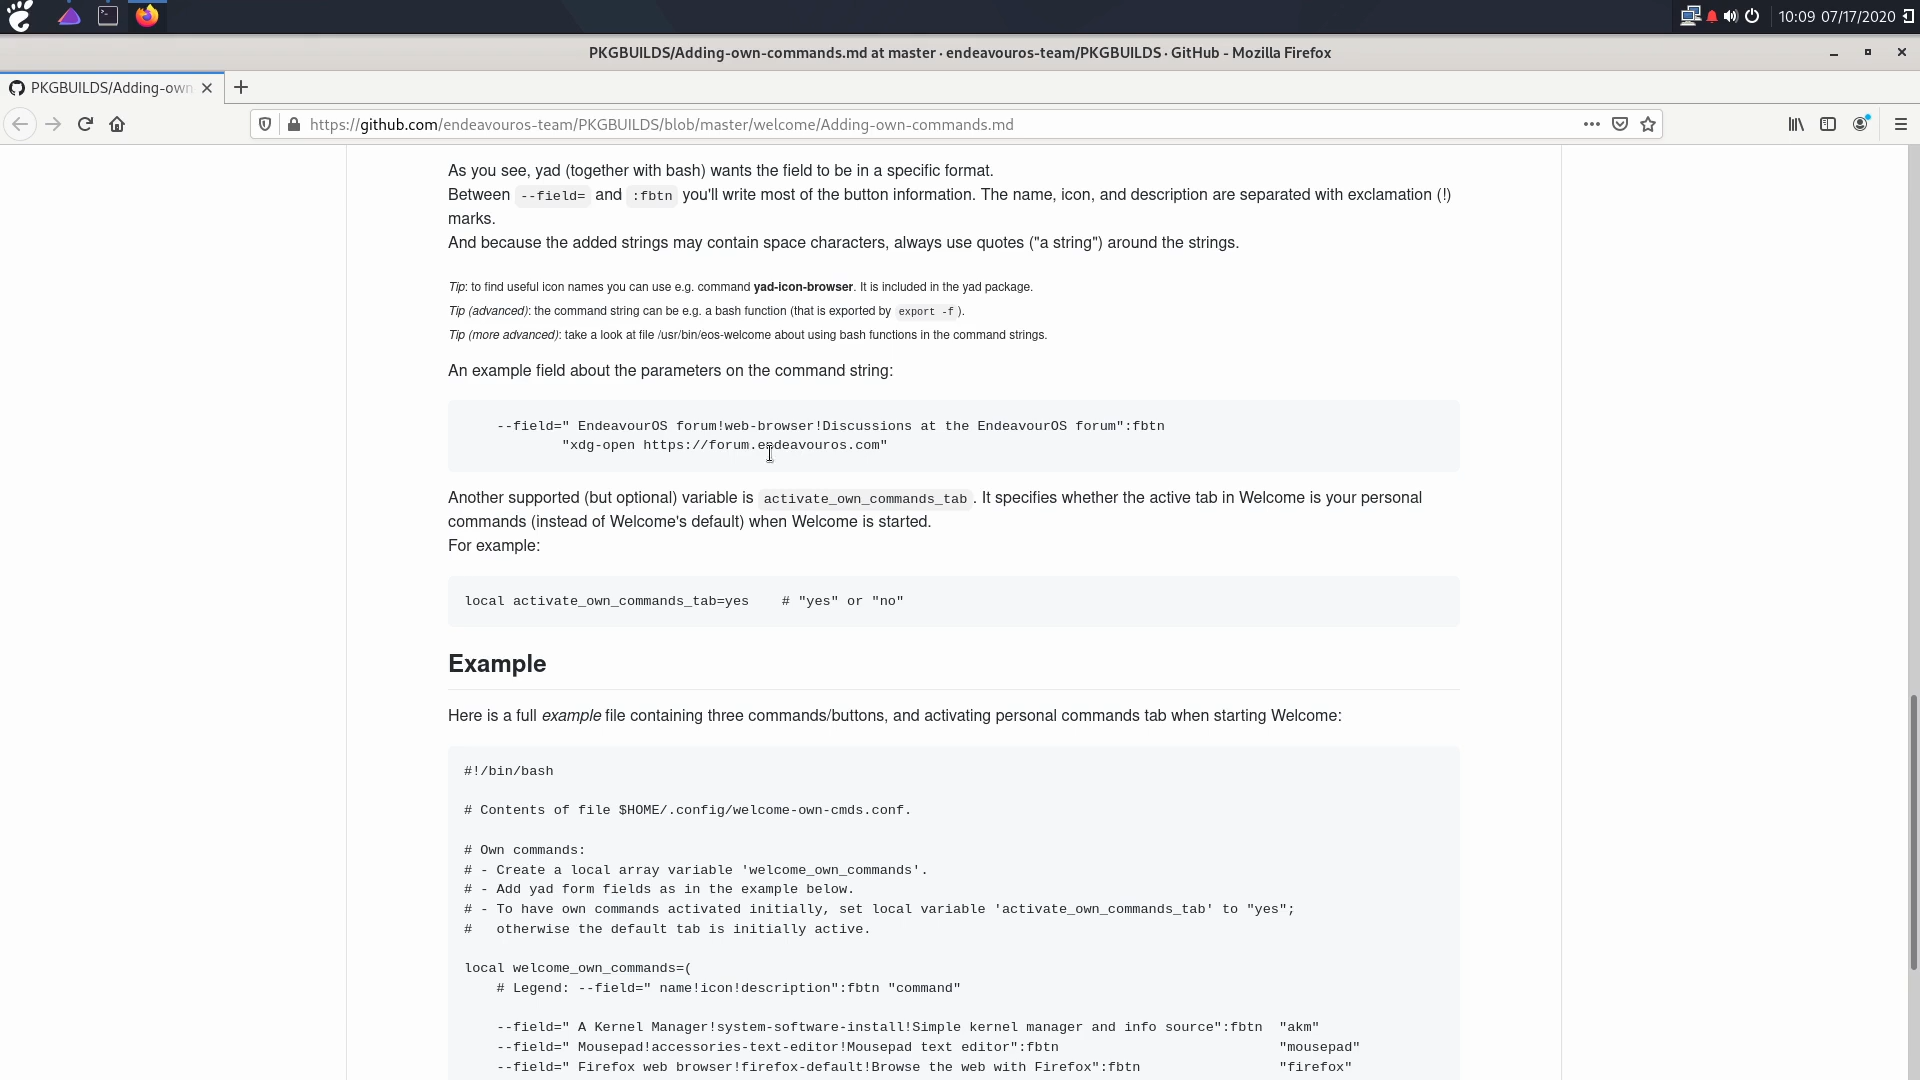 10:09 07/17/2020
PKGBUILDS/Adding-own-commands.md at master · endeavouros-team/PKGBUILDS · GitHub - Mozilla Firefox
PKGBUILDS/Adding-own
https://github.com/endeavouros-team/PKGBUILDS/blob/master/welcome/Adding-own-commands.md
As you see, yad (together with bash) wants the field to be in a specific format.
Between --field= and :fbtn you'll write most of the button information. The name, icon, and description are separated with exclamation (!)
marks.
And because the added strings may contain space characters, always use quotes ("a string") around the strings.
Tip: to find useful icon names you can use e.g. command yad-icon-browser. It is included in the yad package.
Tip (advanced): the command string can be e.g. a bash function (that is exported by export -f ).
Tip (more advanced): take a look at file /usr/bin/eos-welcome about using bash functions in the command strings.
An example field about the parameters on the command string:
--field=" EndeavourOS forum!web-browser!Discussions at the EndeavourOS forum":fbtn
"xdg-open https://forum.endeavouros.com"
Another supported (but optional) variable is activate_own_commands_tab . It specifies whether the active tab in Welcome is your personal
commands (instead of Welcome's default) when Welcome is started.
For example:
local activate_own_commands_tab=yes    # "yes" or "no"
Example
Here is a full example file containing three commands/buttons, and activating personal commands tab when starting Welcome:
#!/bin/bash
# Contents of file $HOME/.config/welcome-own-cmds.conf.
# Own commands:
# - Create a local array variable 'welcome_own_commands'.
# - Add yad form fields as in the example below.
# - To have own commands activated initially, set local variable 'activate_own_commands_tab' to "yes";
#   otherwise the default tab is initially active.
local welcome_own_commands=(
# Legend: --field=" name!icon!description":fbtn "command"
--field=" A Kernel Manager!system-software-install!Simple kernel manager and info source":fbtn  "akm"
--field=" Mousepad!accessories-text-editor!Mousepad text editor":fbtn                           "mousepad"
--field=" Firefox web browser!firefox-default!Browse the web with Firefox":fbtn                 "firefox"